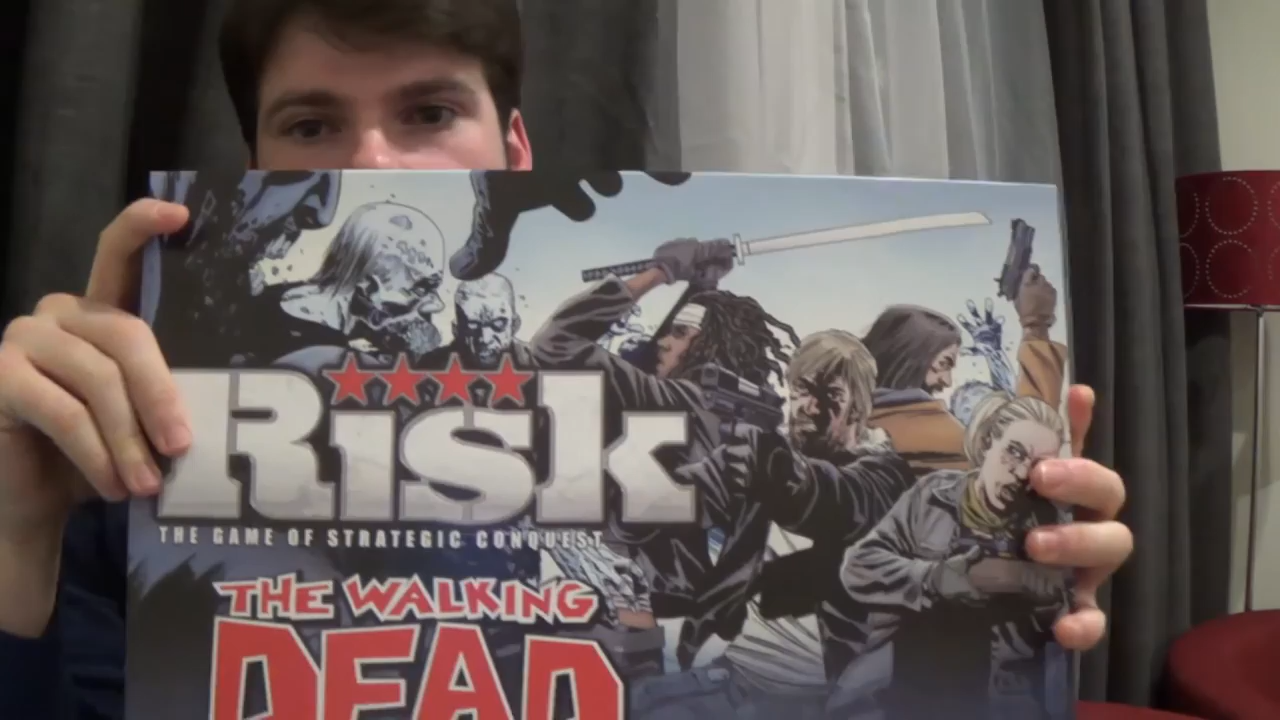 RISK
THE GAME OF STRATEGIC CONQUEST
THE WALKING
DEAD